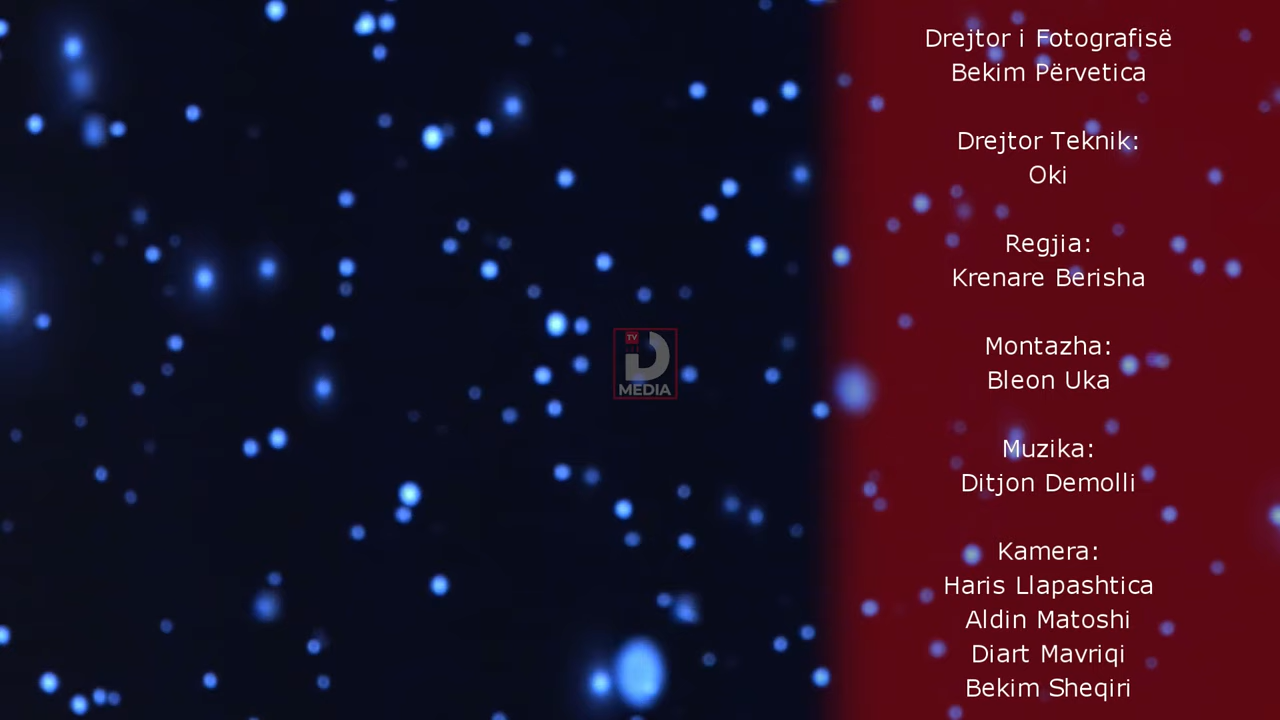 Drejtor i Fotografisë
Bekim Përvetica
Drejtor Teknik:
Oki
Regjia:
Krenare Berisha
TV
D
MEDIA
Montazha:
Bleon Uka
Muzika:
Ditjon Demolli
Kamera:
Haris Llapashtica
Aldin Matoshi
Diart Mavriqi
Bekim Sheqiri